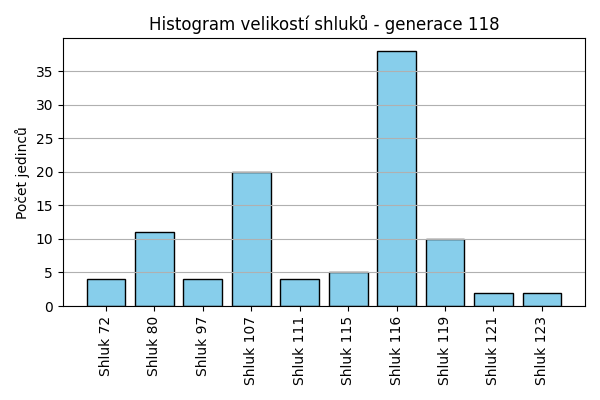 Histogram velikostí shluků - generace 118
Počet jedinců
35
30
25
20
15
10
5
0
Shluk 72
Shluk 80
Shluk 97
Shluk 107
Shluk 111
Shluk 115
Shluk 116
Shluk 119
Shluk 121
Shluk 123